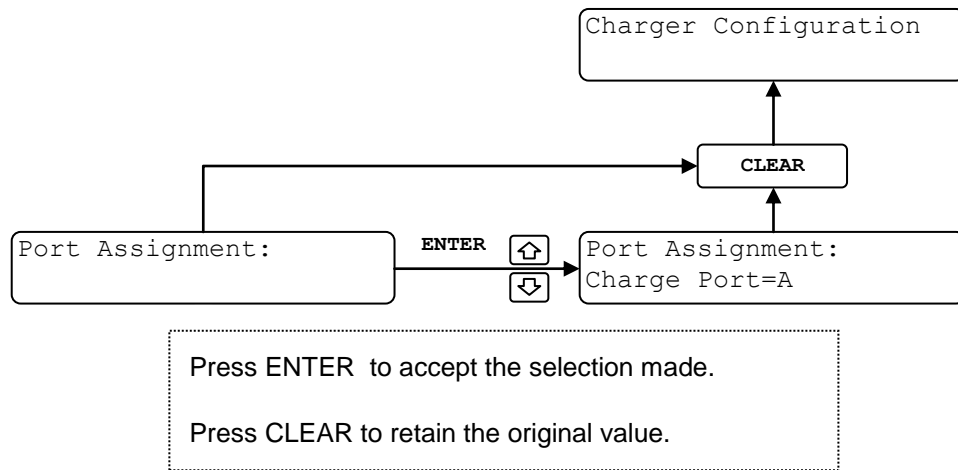 Charger Configuration
CLEAR
Port Assignment:
ENTER
Port Assignment:
Charge Port=A
Press ENTER  to accept the selection made.
Press CLEAR to retain the original value.